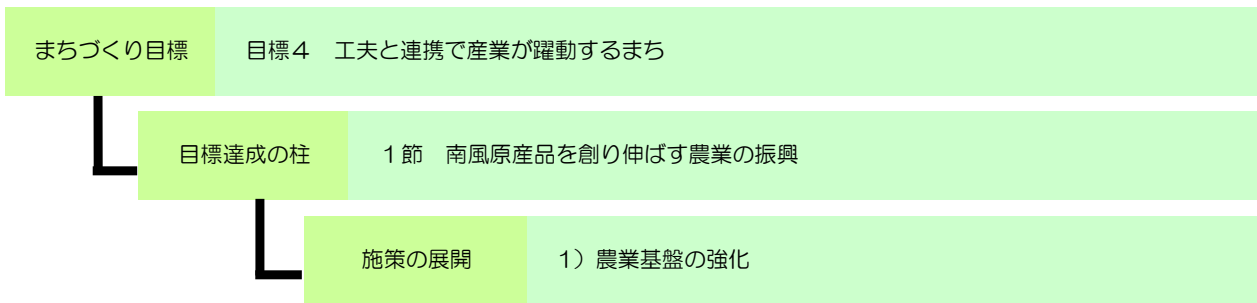 まちづくり目標　目標４　工夫と連携で産業が躍動するまち
目標達成の柱　１節　南風原産品を創り伸ばす農業の振興
施策の展開　1）農業基盤の強化